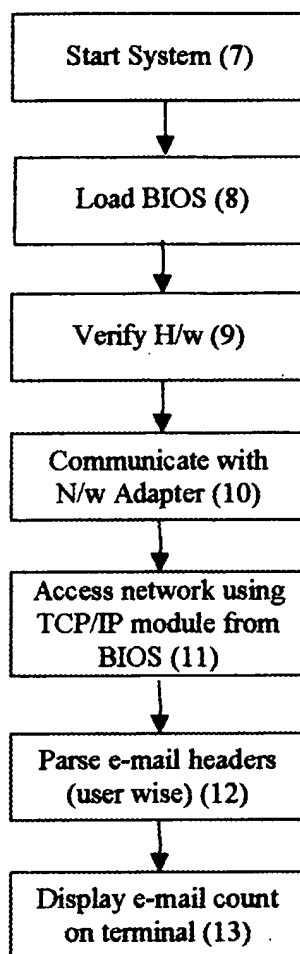 Start System (7)
Load BIOS (8)
Verify H/w (9)
Communicate with
N/w Adapter (10)
Access network using
TCP/IP module from
BIOS (11)
Parse e-mail headers
(user wise) (12)
Display e-mail count
on terminal (13)